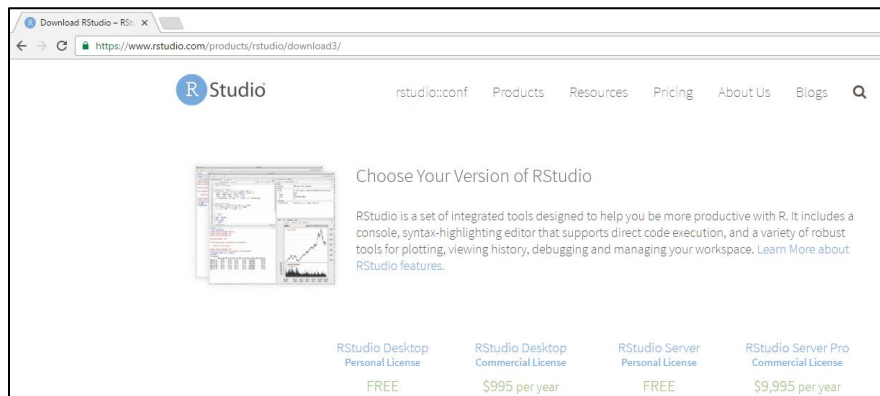 Download RStudio – RSt
https://www.rstudio.com/products/rstudio/download3/
R Studio
rstudio::conf Products Resources Pricing About Us Blogs
Choose Your Version of RStudio
RStudio is a set of integrated tools designed to help you be more productive with R. It includes a
console, syntax-highlighting editor that supports direct code execution, and a variety of robust
tools for plotting, viewing history, debugging and managing your workspace. Learn More about
RStudio features.
RStudio Desktop RStudio Desktop RStudio Server RStudio Server Pro
Personal License Commercial License Personal License Commercial License
FREE $995 per year FREE $9,995 per year